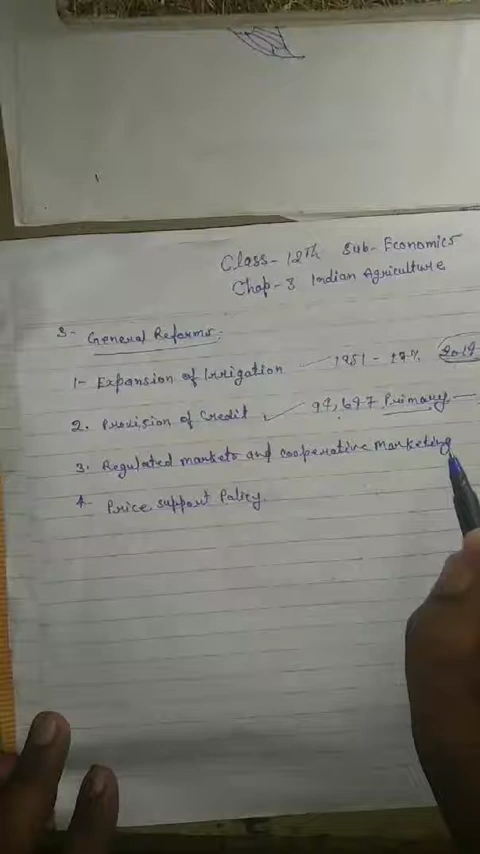 Class- 12Th Sub- Economics
Chap- 3 Indian Agriculture
3- General Reforms:
1- Expansion of Irrigation — 1951 - 17%
2. Provision of Credit ✓ 94,647 Primary —
3. Regulated markets and cooperative Marketing
4- Price support Policy.